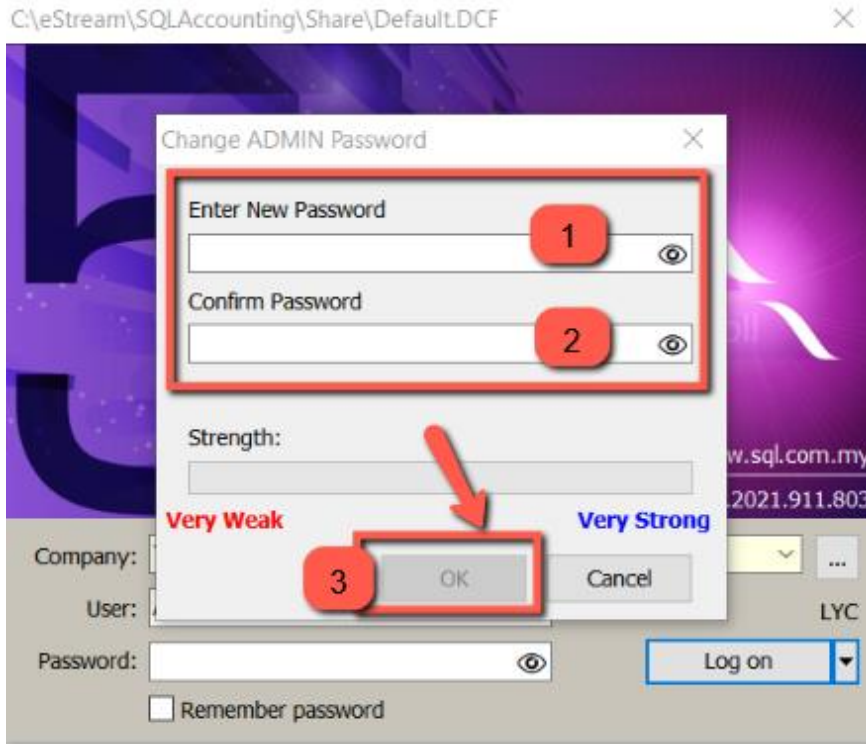 C:\eStream\SQLAccounting\Share\Default.DCF
Change ADMIN Password
Enter New Password
1
Confirm Password
2
Strength:
w.sql.com.my
.2021.911.803
Very Weak
Very Strong
Company:
...
3
OK
Cancel
User:
LYC
Password:
Log on
Remember password